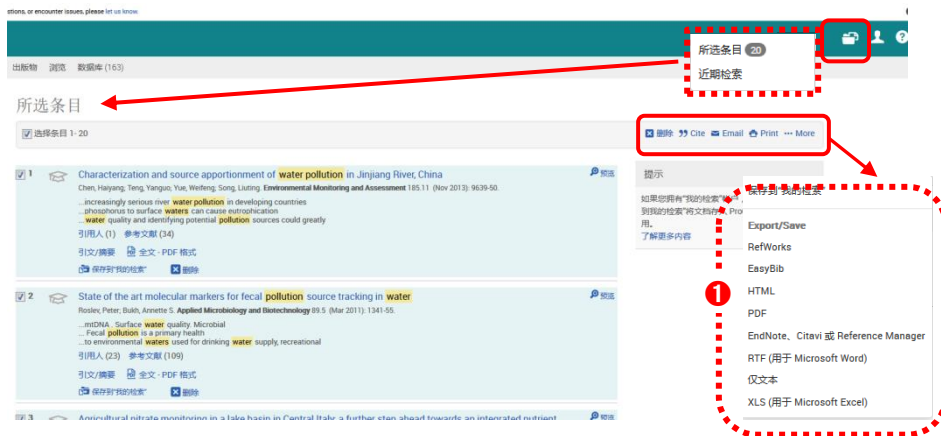 stions, or encounter issues, please let us know.
所选条目 20
近期检索
出版物 浏览 数据库 (163)
所选条目
选择条目 1- 20
删除 Cite Email Print ··· More
1
Characterization and source apportionment of water pollution in Jinjiang River, China
预览
Chen, Haiyang; Teng, Yanguo; Yue, Weifeng; Song, Liuting. Environmental Monitoring and Assessment 185.11 (Nov 2013): 9639-50.
...increasingly serious river water pollution in developing countries
...phosphorus to surface waters can cause eutrophication
...water quality and identifying potential pollution sources could greatly
引用人 (1) 参考文献 (34)
引文/摘要 全文 - PDF 格式
保存到"我的检索" 删除
提示
如果您拥有"我的检索"
到我的检索"将文档存
用。
了解更多内容
保存到"我的检索"
Export/Save
RefWorks
EasyBib
HTML
PDF
EndNote、Citavi 或 Reference Manager
RTF (用于 Microsoft Word)
仅文本
XLS (用于 Microsoft Excel)
1
2
State of the art molecular markers for fecal pollution source tracking in water
预览
Roslev, Peter; Bukh, Annette S. Applied Microbiology and Biotechnology 89.5 (Mar 2011): 1341-55.
...mtDNA . Surface water quality. Microbial
... Fecal pollution is a primary health
...to environmental waters used for drinking water supply, recreational
引用人 (23) 参考文献 (109)
引文/摘要 全文 - PDF 格式
保存到"我的检索" 删除
3
Agricultural nitrate monitoring in a lake basin in Central Italy: a further step ahead towards an integrated nutrient
预览